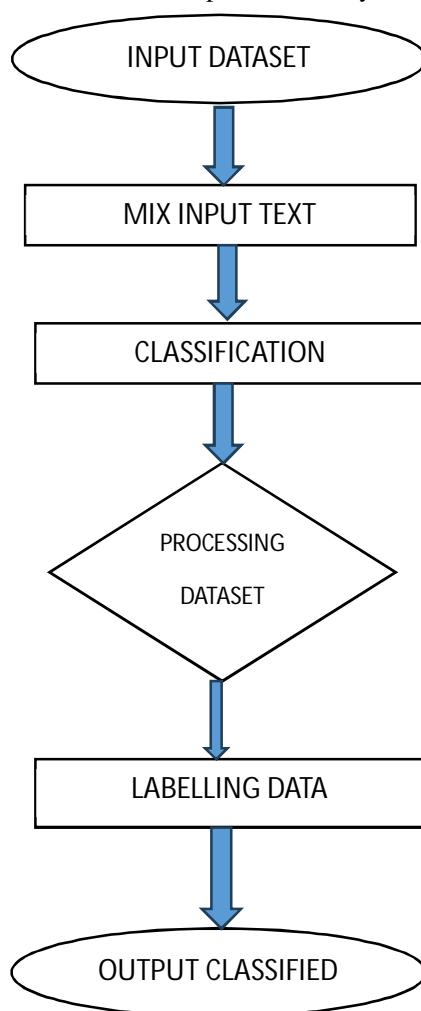 INPUT DATASET
MIX INPUT TEXT
CLASSIFICATION
PROCESSING
DATASET
LABELLING DATA
OUTPUT CLASSIFIED